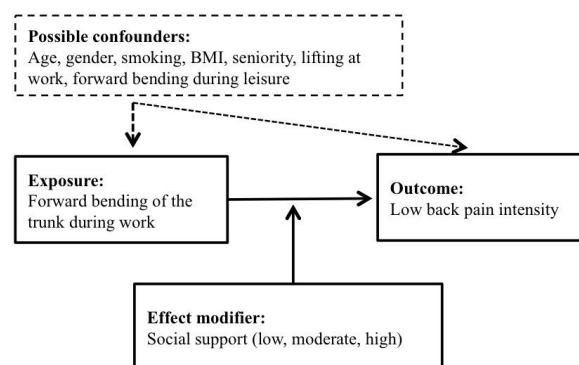 Possible confounders:
Age, gender, smoking, BMI, seniority, lifting at
work, forward bending during leisure
Exposure:
Forward bending of the
trunk during work
Outcome:
Low back pain intensity
Effect modifier:
Social support (low, moderate, high)